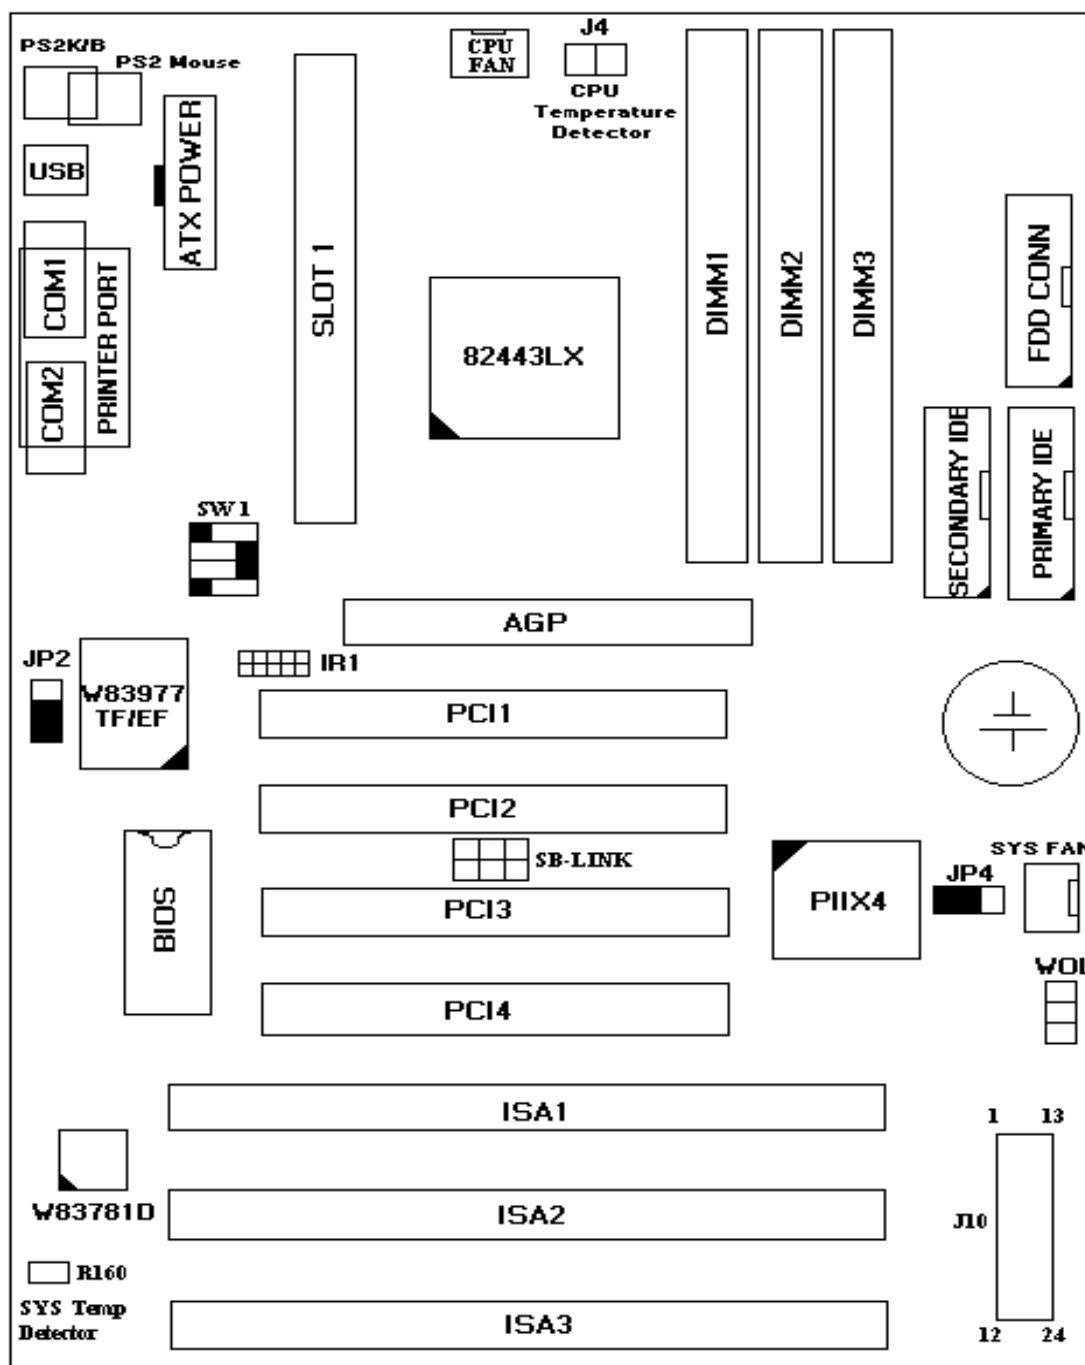 PS2K/B
PS2 Mouse
CPU
FAN
J4
CPU
Temperature
Detector
USB
ATX POWER
COM1
COM2
PRINTER PORT
SLOT 1
82443LX
DIMM1
DIMM2
DIMM3
FDD CONN
SECONDARY IDE
PRIMARY IDE
SW1
AGP
JP2
W83977
TF/EF
IR1
PCI1
PCI2
SB-LINK
BIOS
PCI3
PCI4
PIIX4
JP4
SYS FAN
WOL
ISA1
1
13
W83781D
ISA2
J10
R160
SYS Temp
Detector
ISA3
12
24